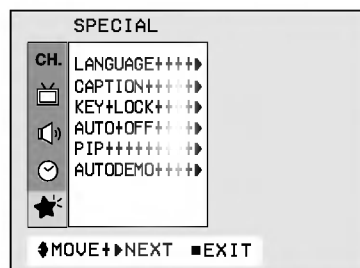 SPECIAL
CH.
LANGUAGE++++▶
CAPTION+++++▶
KEY+LOCK++++▶
AUTO+OFF++++▶
PIP+++++++++▶
AUTODEMO++++▶
♦MOVE+▶NEXT ■EXIT